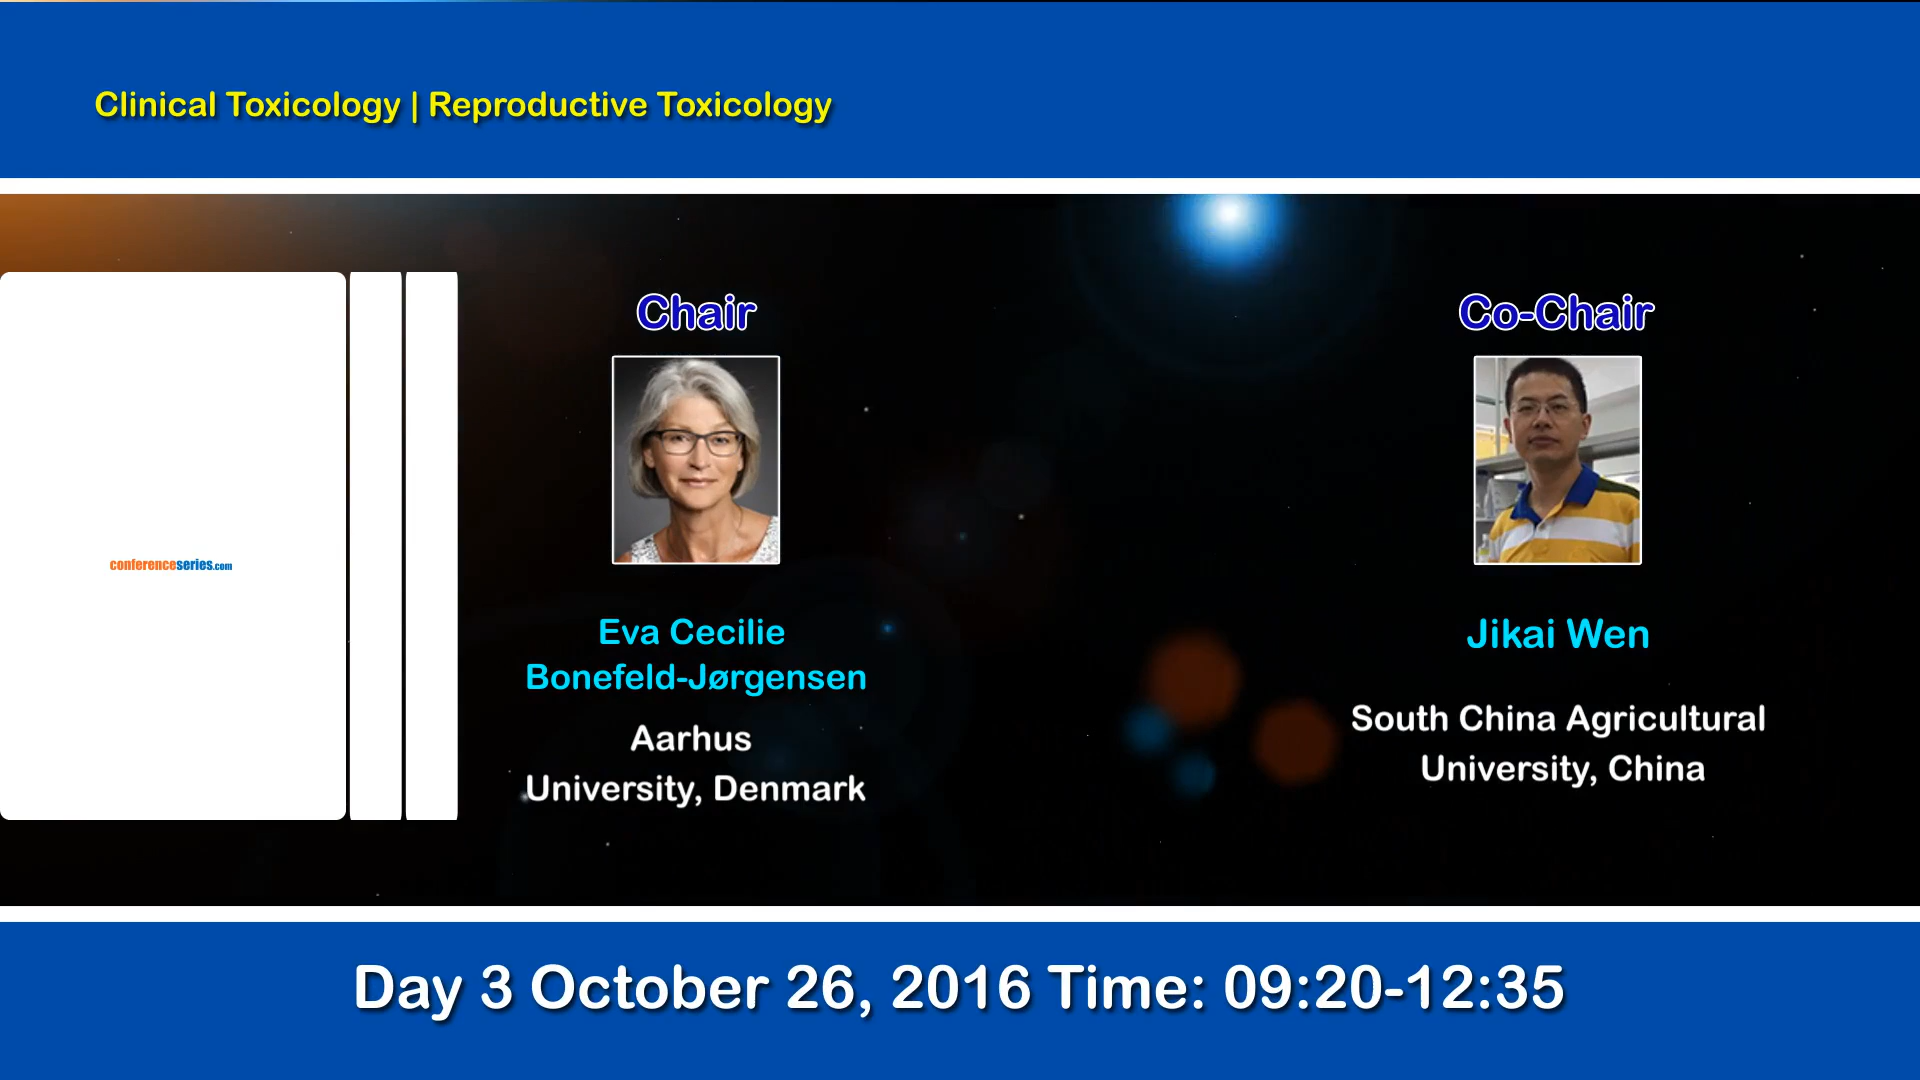 Clinical Toxicology | Reproductive Toxicology
conferenceseries.com
Chair
Eva Cecilie
Bonefeld-Jørgensen
Aarhus
University, Denmark
Co-Chair
Jikai Wen
South China Agricultural
University, China
Day 3 October 26, 2016 Time: 09:20-12:35